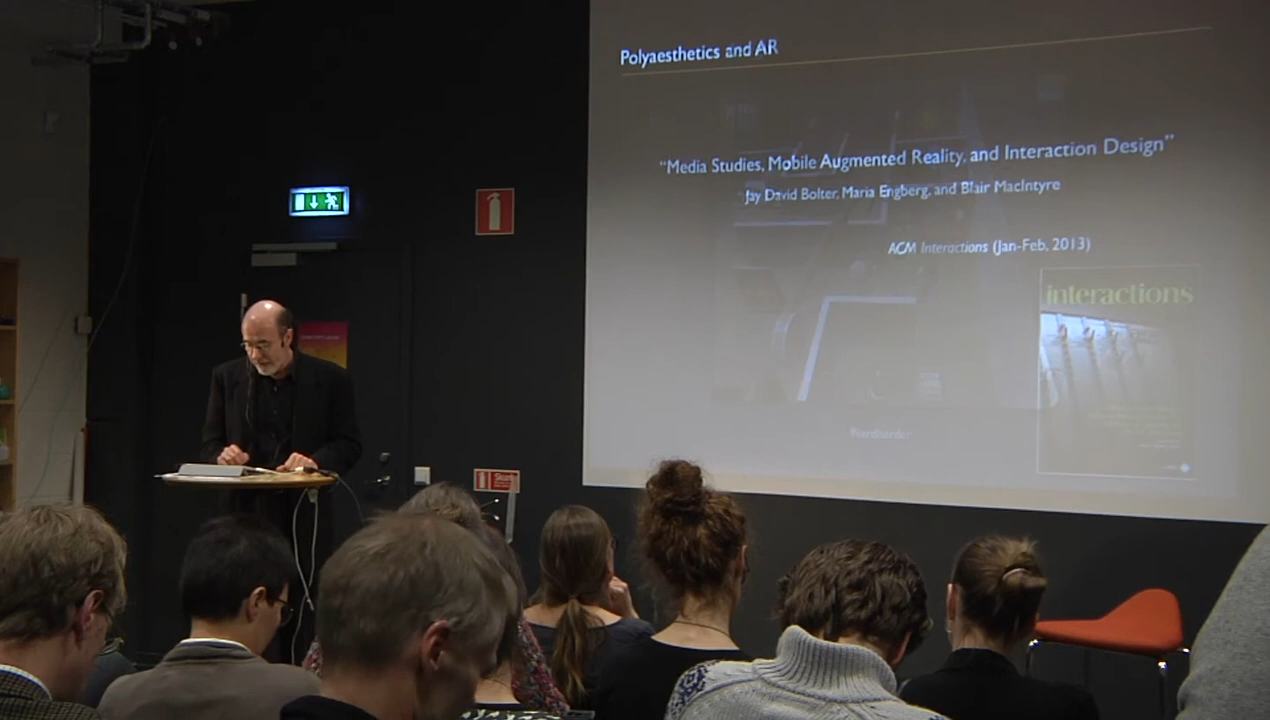 Polyaesthetics and AR
“Media Studies, Mobile Augmented Reality, and Interaction Design”
Jay David Bolter, Maria Engberg, and Blair MacIntyre
ACM Interactions (Jan-Feb, 2013)
interactions